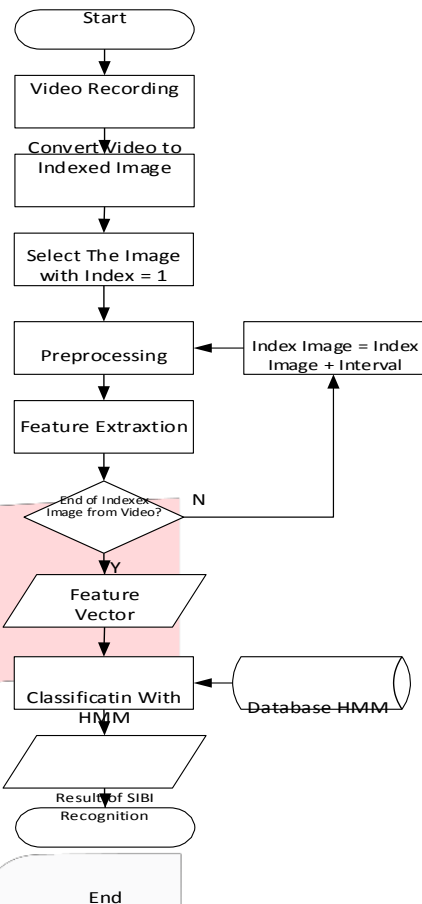 Start
Video Recording
Convert Video to
Indexed Image
Select The Image
with Index = 1
Preprocessing
Index Image = Index
Image + Interval
Feature Extraxtion
End of Indexex
Image from Video?
N
Y
Feature
Vector
Classificatin With
HMM
Database HMM
Result of SIBI
Recognition
End